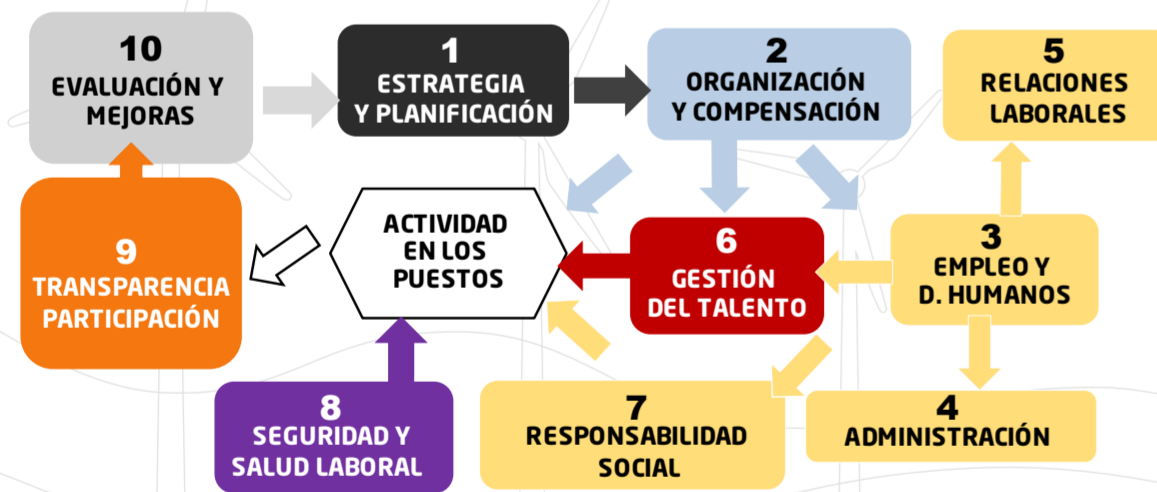 10
EVALUACIÓN Y
MEJORAS
1
ESTRATEGIA
Y PLANIFICACIÓN
2
ORGANIZACIÓN
Y COMPENSACIÓN
5
RELACIONES
LABORALES
9
TRANSPARENCIA
PARTICIPACIÓN
ACTIVIDAD
EN LOS
PUESTOS
6
GESTIÓN
DEL TALENTO
3
EMPLEO Y
D. HUMANOS
8
SEGURIDAD Y
SALUD LABORAL
7
RESPONSABILIDAD
SOCIAL
4
ADMINISTRACIÓN